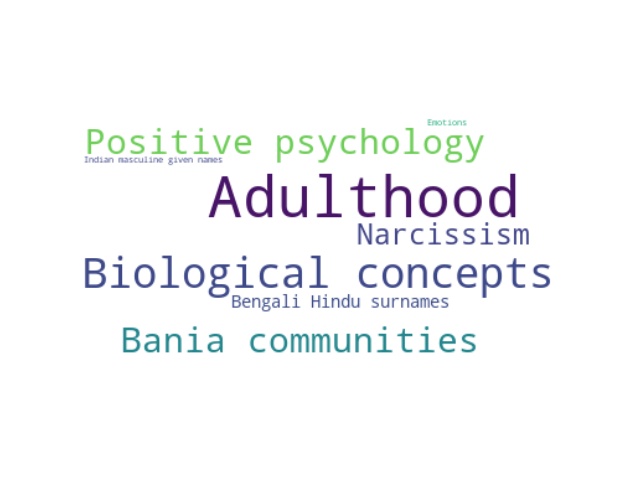 Emotions
Positive psychology
Indian masculine given names
Adulthood
Narcissism
Biological concepts
Bengali Hindu surnames
Bania communities